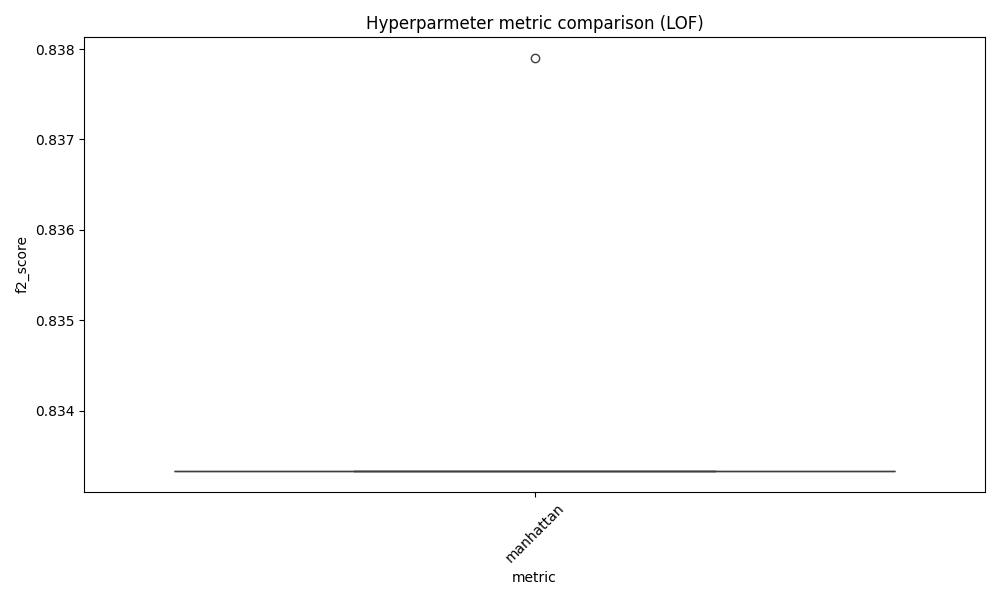 Hyperparmeter metric comparison (LOF)
0.838
0.837
0.836
0.835
0.834
f2_score
manhattan
metric